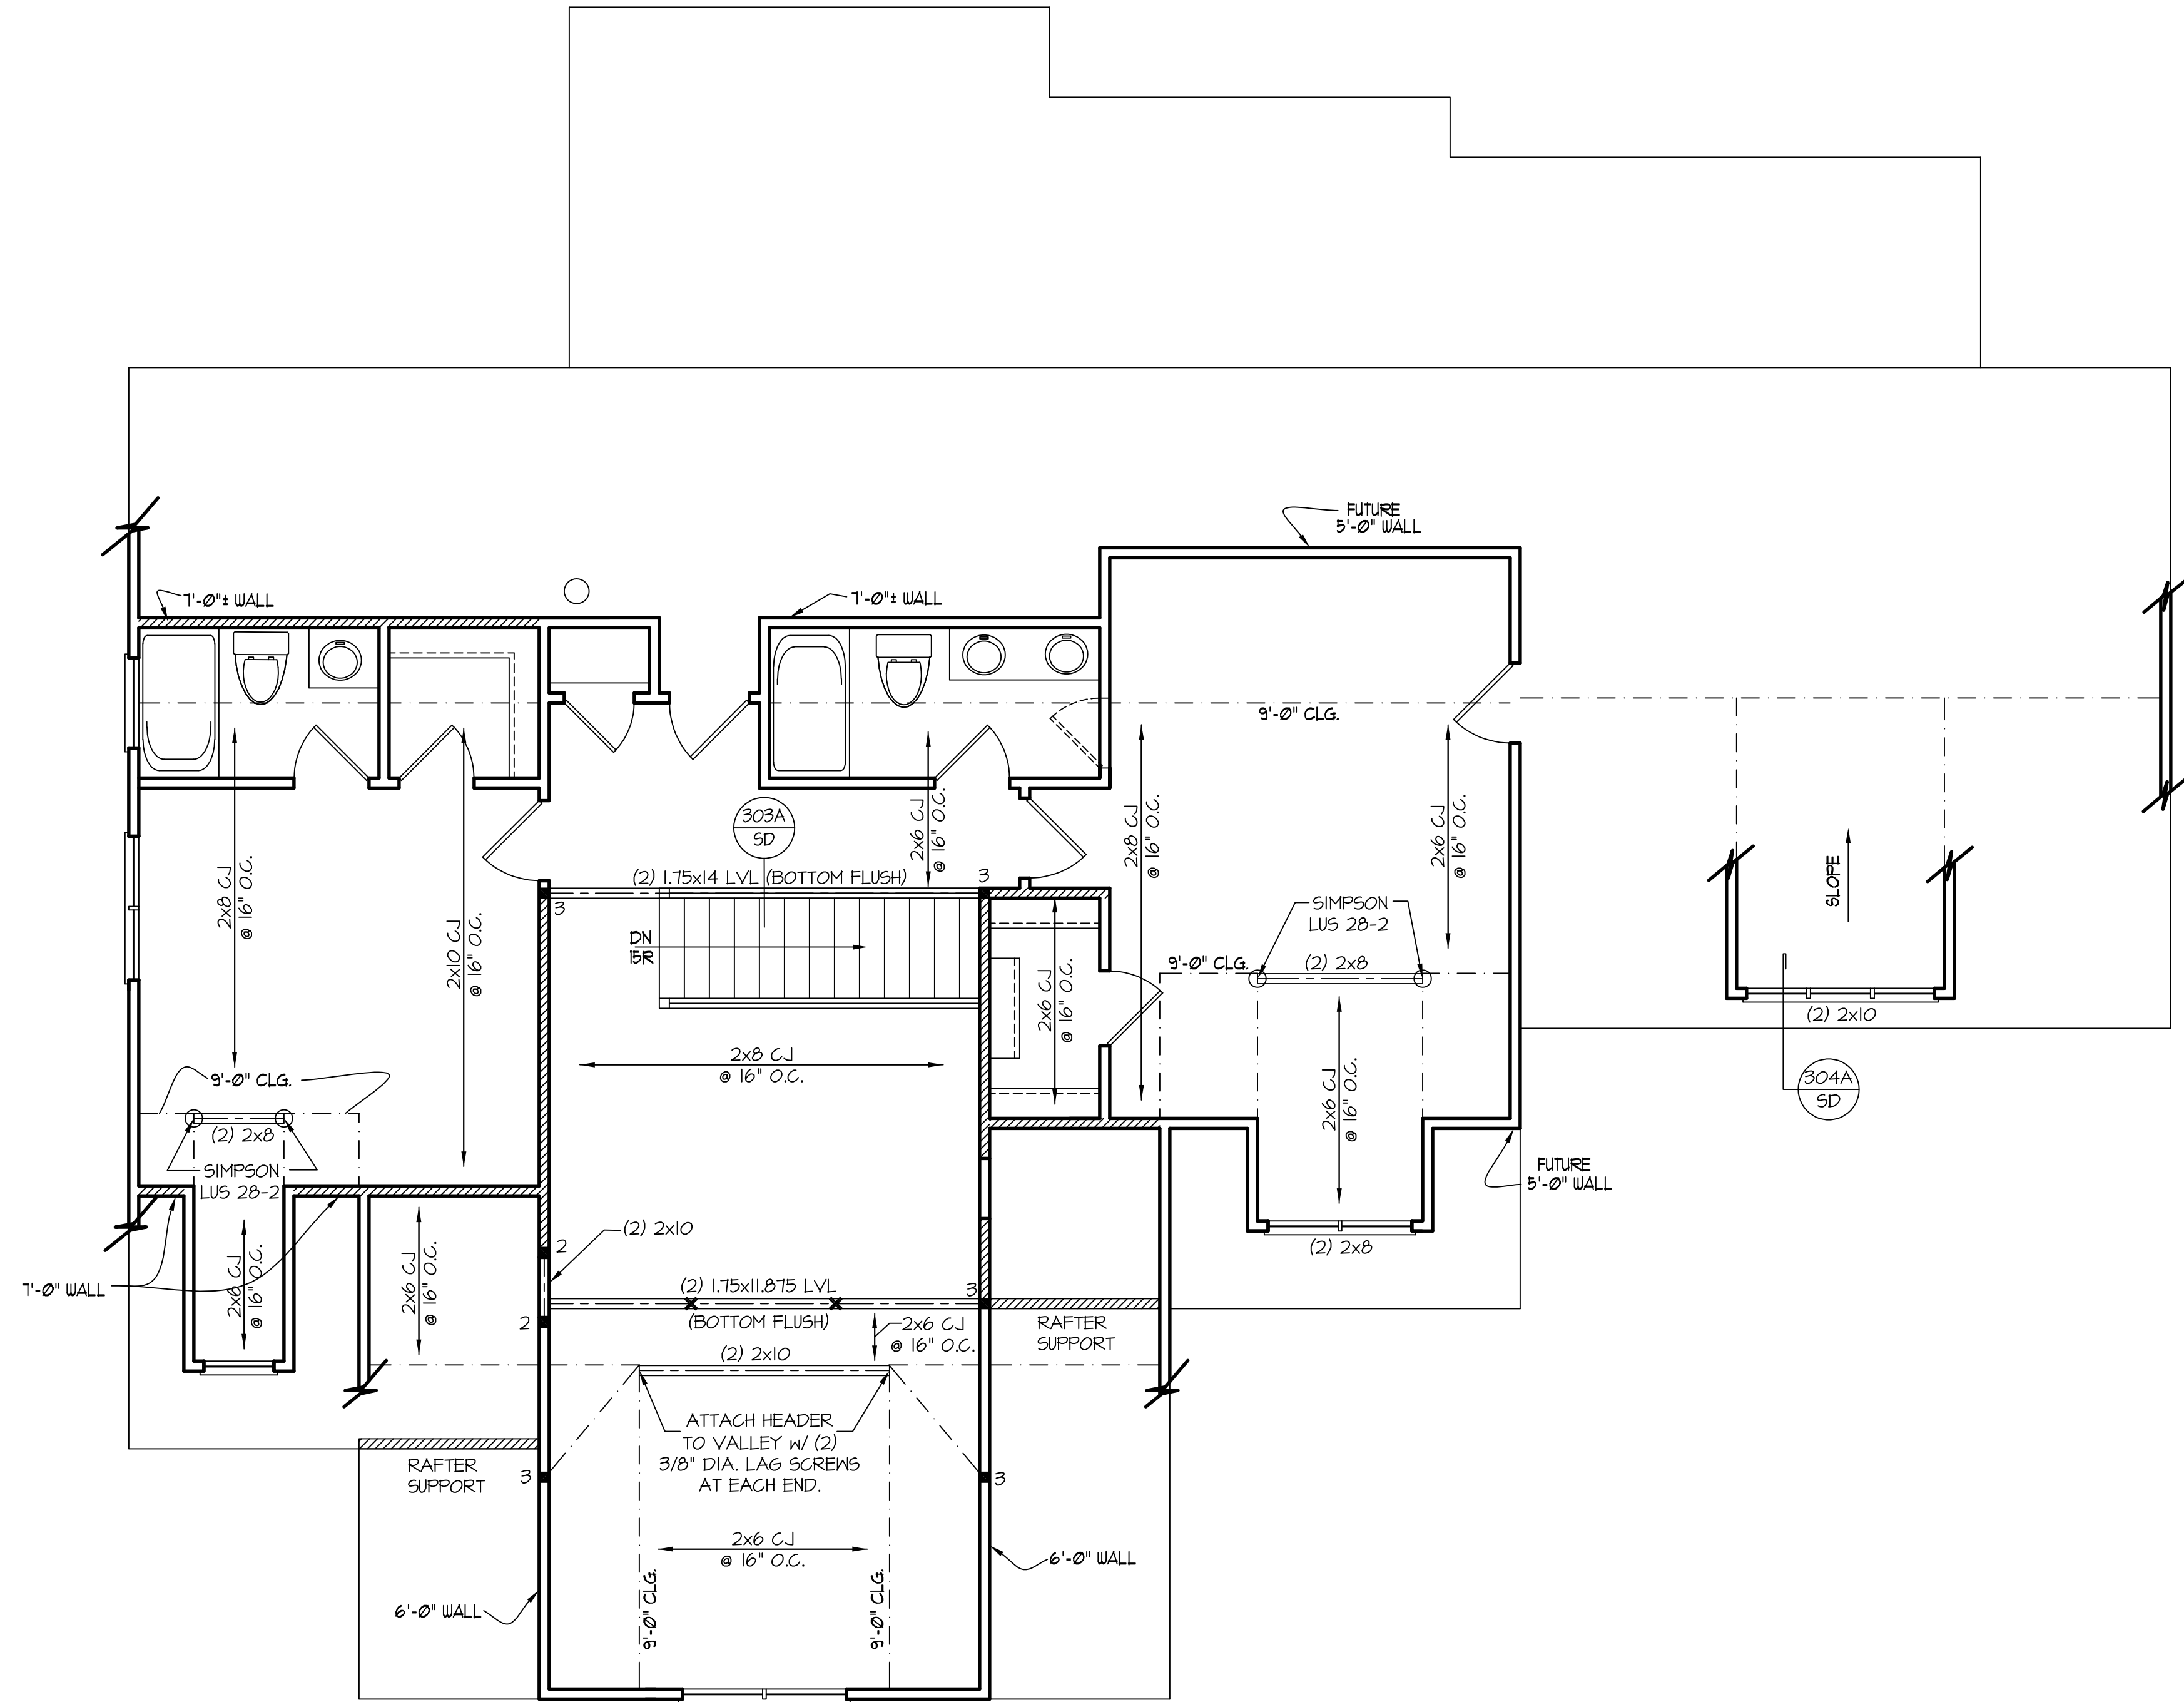 FUTURE
5'-0" WALL
7'-0"± WALL
7'-0"± WALL
9'-0" CLG.
303A
SD
2x6 CJ
@ 16" O.C.
2x8 CJ
@ 16" O.C.
2x6 CJ
@ 16" O.C.
2x8 CJ
@ 16" O.C.
2x10 CJ
@ 16" O.C.
(2) 1.75x14 LVL (BOTTOM FLUSH)
3
3
SLOPE
SIMPSON
LUS 28-2
DN
15R
9'-0" CLG.
(2) 2x8
2x6 CJ
@ 16" O.C.
(2) 2x10
2x8 CJ
@ 16" O.C.
304A
SD
9'-0" CLG.
2x6 CJ
@ 16" O.C.
(2) 2x8
SIMPSON
LUS 28-2
FUTURE
5'-0" WALL
(2) 2x10
2
(2) 2x8
7'-0" WALL
2x6 CJ
@ 16" O.C.
2x6 CJ
@ 16" O.C.
(2) 1.75x11.875 LVL
3
(BOTTOM FLUSH)
2
2x6 CJ
@ 16" O.C.
RAFTER
SUPPORT
(2) 2x10
ATTACH HEADER
TO VALLEY w/ (2)
3/8" DIA. LAG SCREWS
AT EACH END.
RAFTER
SUPPORT
3
3
2x6 CJ
@ 16" O.C.
6'-0" WALL
6'-0" WALL
9'-0" CLG.
9'-0" CLG.